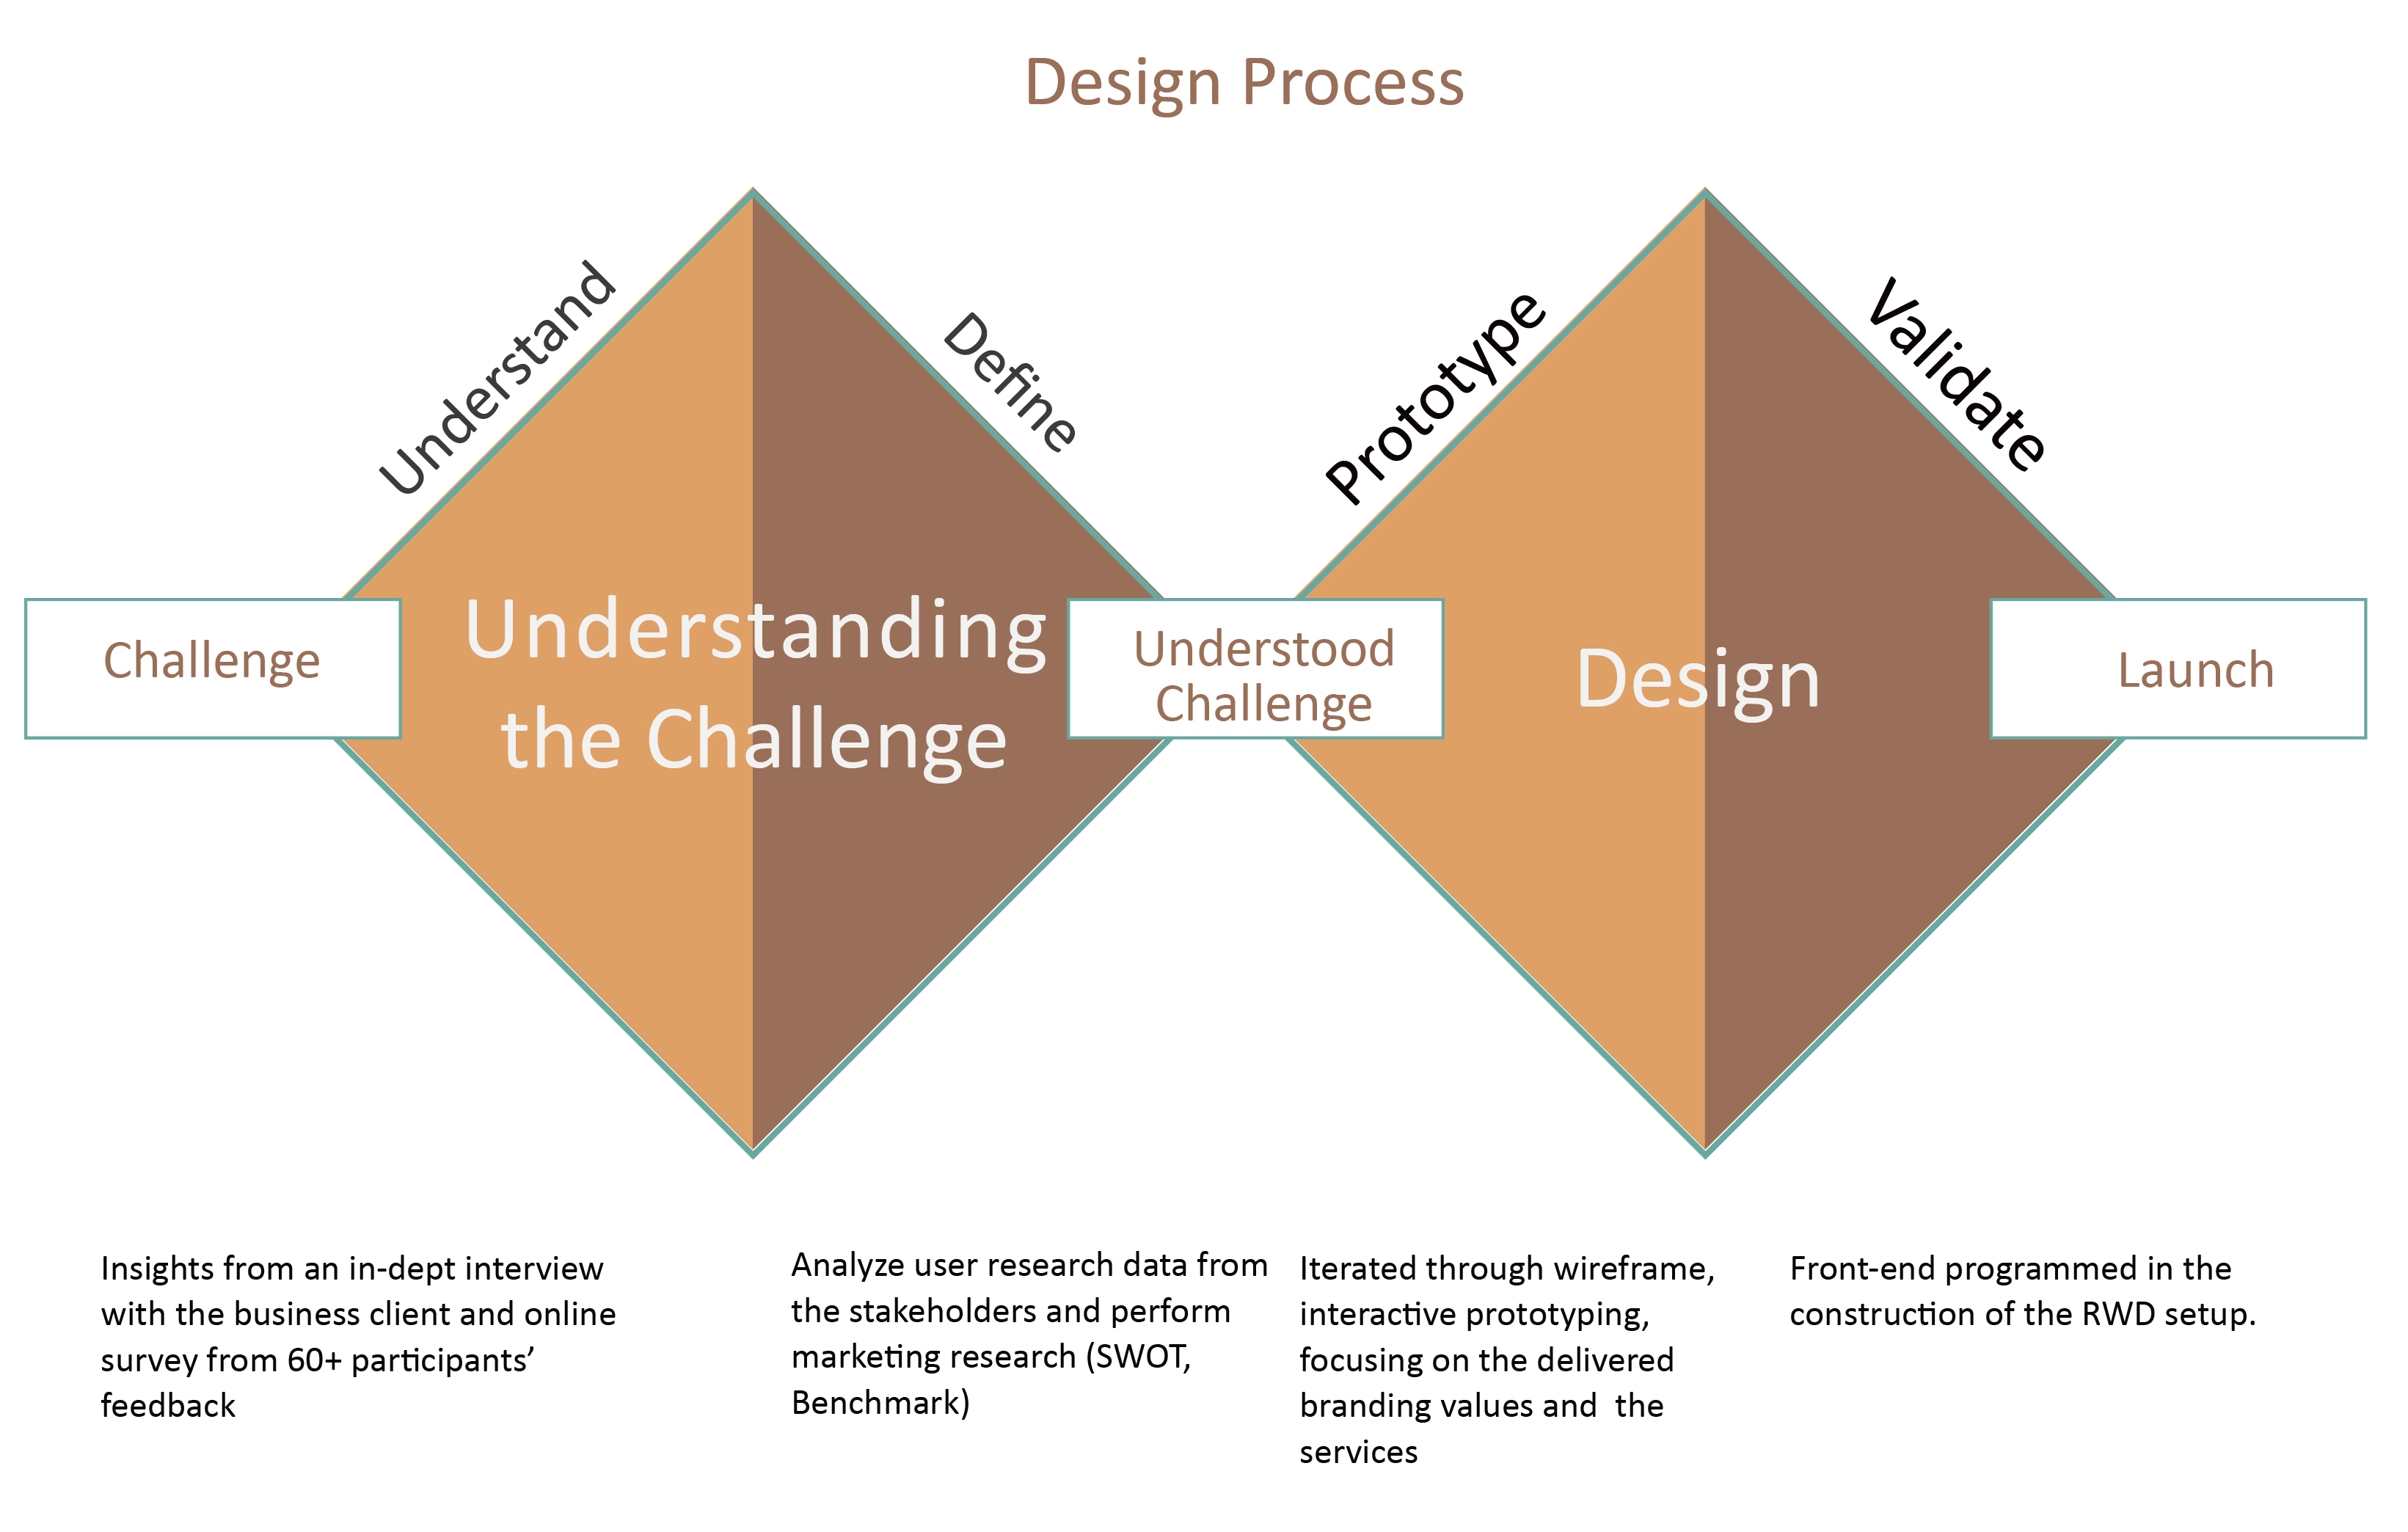 Design Process
Understand
Define
Prototype
Validate
Challenge
Understanding
the Challenge
Understood
Challenge
Design
Launch
Insights from an in-dept interview
with the business client and online
survey from 60+ participants’
feedback
Analyze user research data from
the stakeholders and perform
marketing research (SWOT,
Benchmark)
Iterated through wireframe,
interactive prototyping,
focusing on the delivered
branding values and  the
services
Front-end programmed in the
construction of the RWD setup.